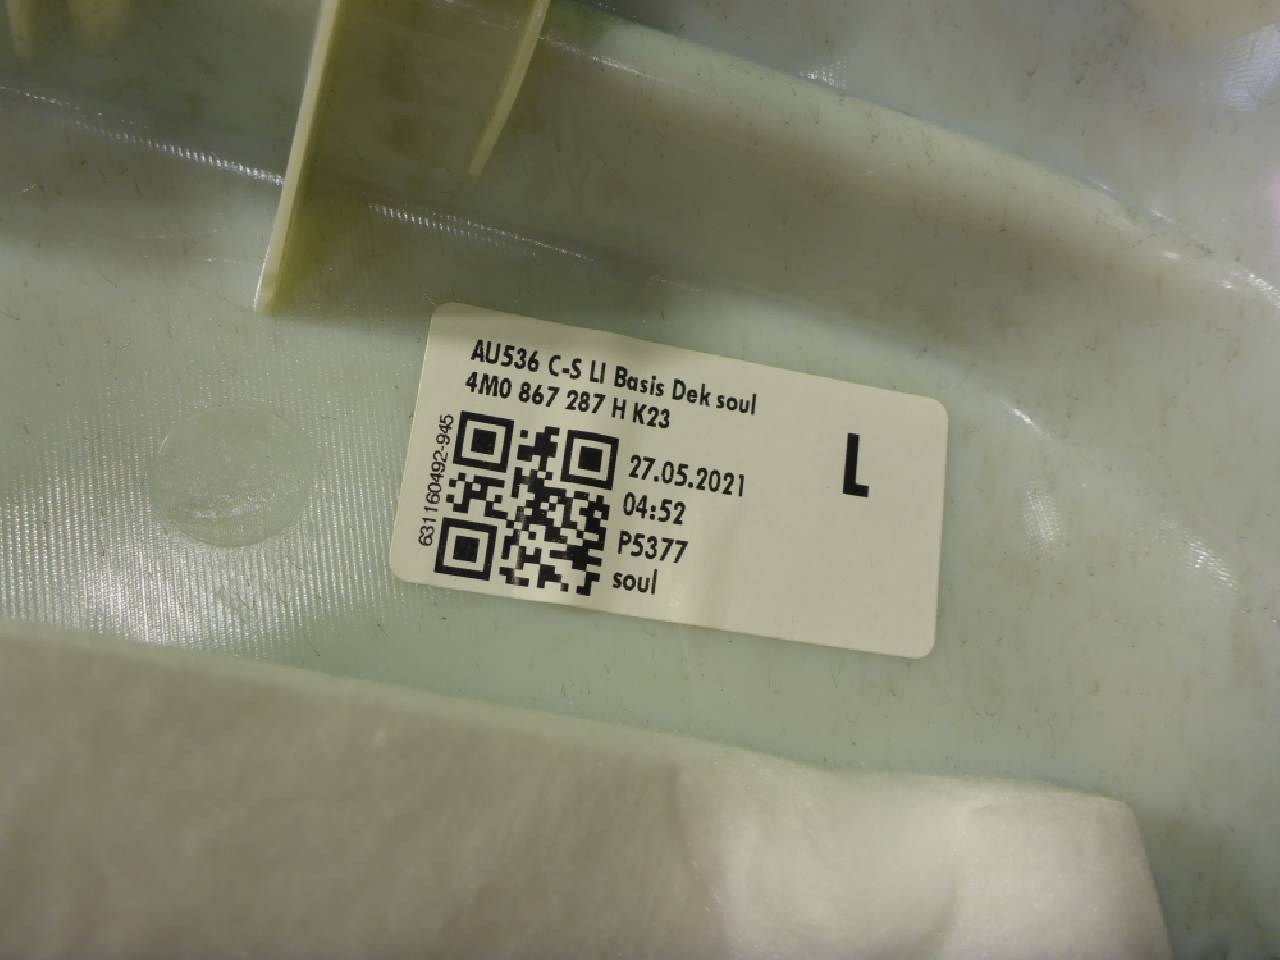 AU536 C-S LI Basis Dek soul
4M0 867 287 H K23
631160492-945
27.05.2021
04:52
P5377
soul
L